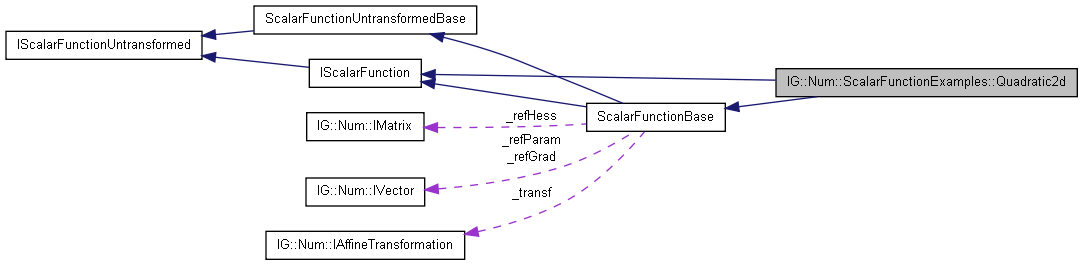 ScalarFunctionUntransformedBase
IScalarFunctionUntransformed
IScalarFunction
IG::Num::ScalarFunctionExamples::Quadratic2d
_refHess
ScalarFunctionBase
IG::Num::IMatrix
_refParam
_refGrad
IG::Num::IVector
_transf
IG::Num::IAffineTransformation